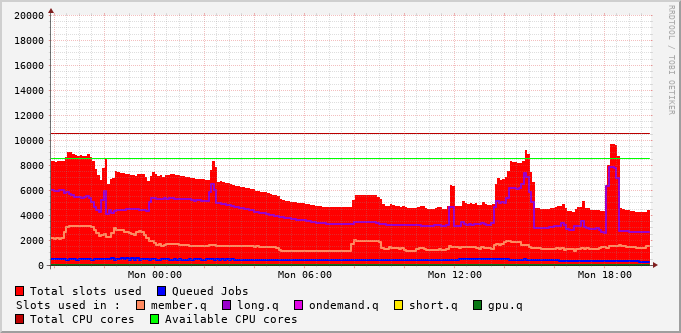 20000
18000
16000
14000
12000
10000
8000
6000
4000
2000
0
Mon 00:00 Mon 06:00 Mon 12:00 Mon 18:00
RRDTOOL / TOBI OETIKER
Total slots used Queued Jobs
Slots used in : member.q long.q ondemand.q short.q gpu.q
Total CPU cores Available CPU cores